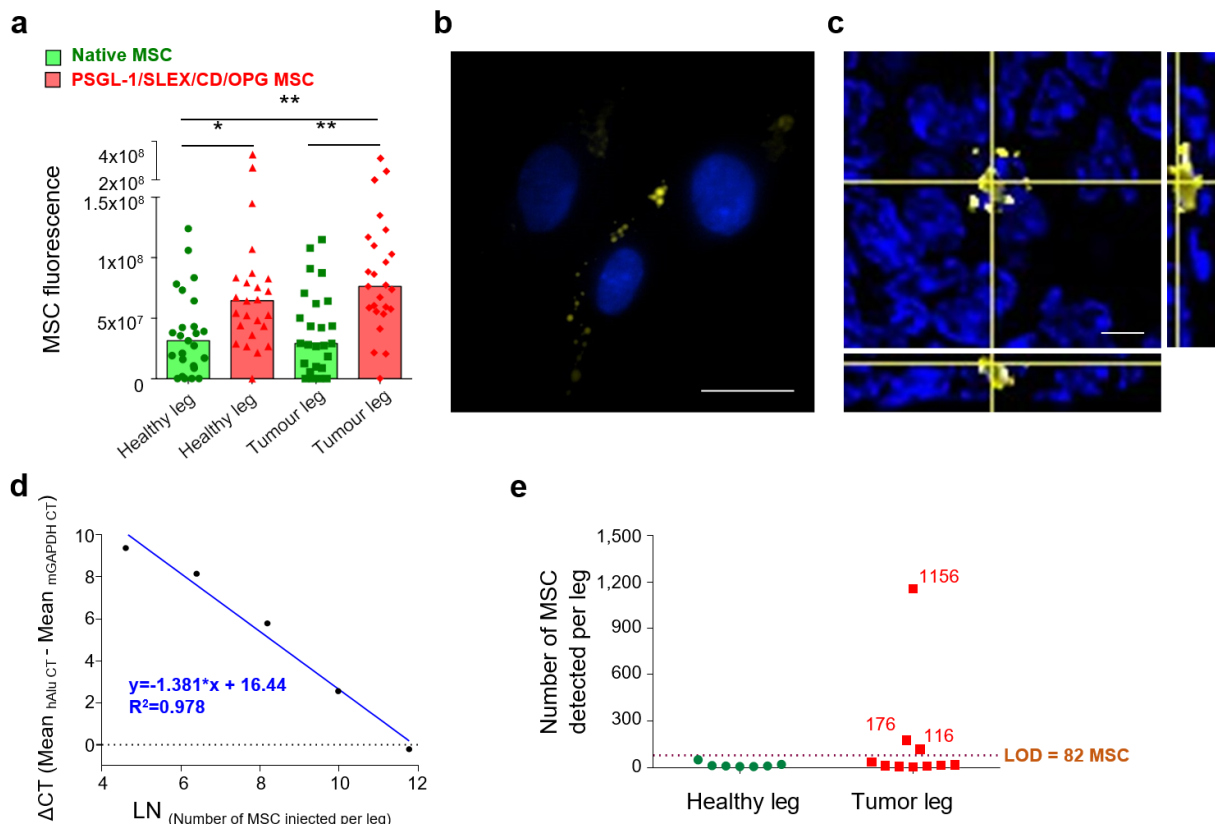 a
Native MSC
PSGL-1/SLEX/CD/OPG MSC
**
*
**
4x10⁸
2x10⁸
1.5x10⁸
1x10⁸
5x10⁷
0
MSC fluorescence
Healthy leg
Healthy leg
Tumour leg
Tumour leg
b
c
d
ΔCT (Mean hAlu CT - Mean mGAPDH CT)
10
8
6
4
2
0
y=-1.381*x + 16.44
R²=0.978
4
6
8
10
12
LN (Number of MSC injected per leg)
e
Number of MSC
detected per leg
1,500
1,200
900
600
300
0
1156
176
116
LOD = 82 MSC
Healthy leg
Tumor leg